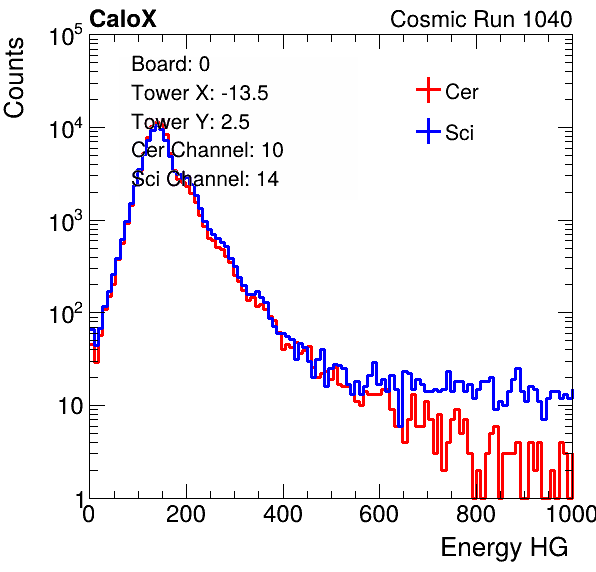 CaloX Cosmic Run 1040
Counts
10^5
10^4
10^3
10^2
10
1
Board: 0
Tower X: -13.5
Tower Y: 2.5
Cer Channel: 10
Sci Channel: 14
Cer
Sci
0 200 400 600 800 1000
Energy HG